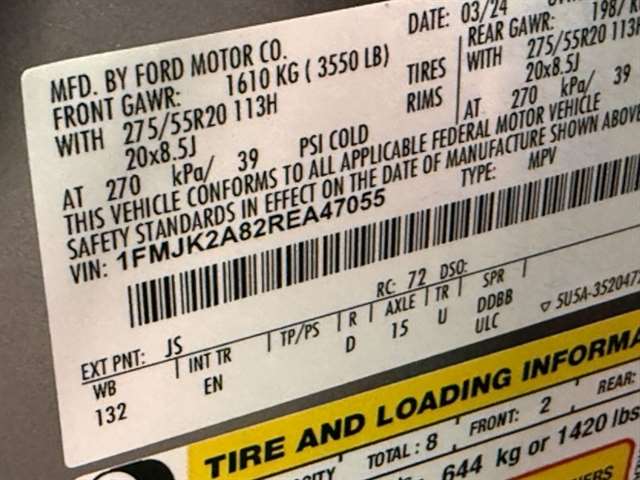 DATE: 03/24
MFD. BY FORD MOTOR CO.
FRONT GAWR: 1610 KG ( 3550 LB)
WITH 275/55R20 113H TIRES
20x8.5J RIMS
AT 270 kPa/ 39 PSI COLD
REAR GAWR:
WITH 275/55R20 113H
20x8.5J
AT 270 kPa/ 39
THIS VEHICLE CONFORMS TO ALL APPLICABLE FEDERAL MOTOR VEHICLE
SAFETY STANDARDS IN EFFECT ON THE DATE OF MANUFACTURE SHOWN ABOVE
VIN: 1FMJK2A82REA47055 TYPE: MPV
EXT PNT: JS RC: 72 DSO:
WB INT TR TP/PS R AXLE TR SPR
132 EN D 15 U DDBB
ULC
TIRE AND LOADING
TOTAL: 8 FRONT: 2 REAR:
644 kg or 1420 lbs